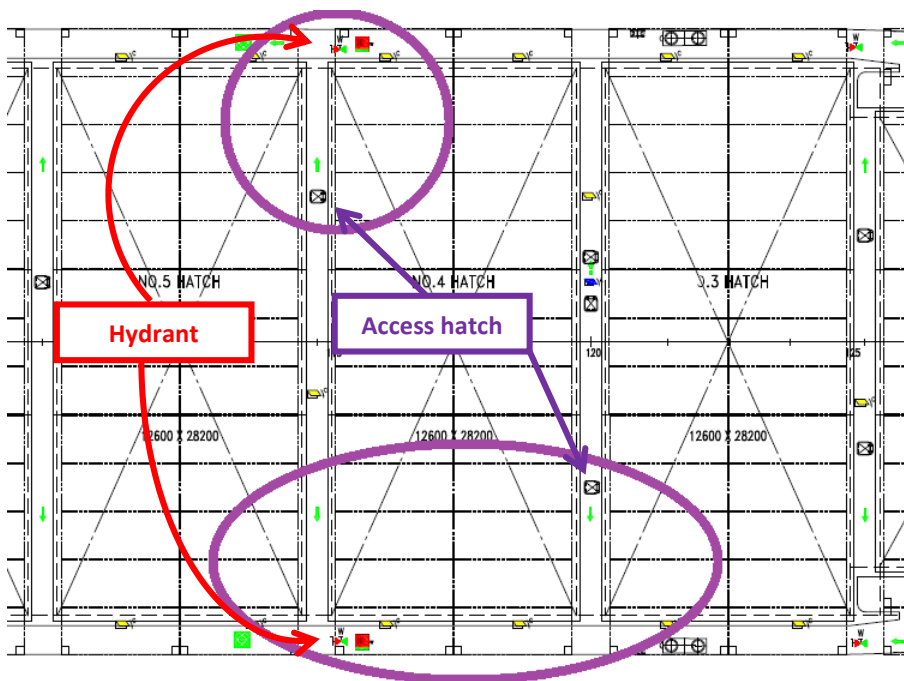 W
NO.5 HATCH
NO.4 HATCH
0.3 HATCH
Hydrant
Access hatch
120
125
12600 X 28200
12600 X 28200
12600 X 28200
W